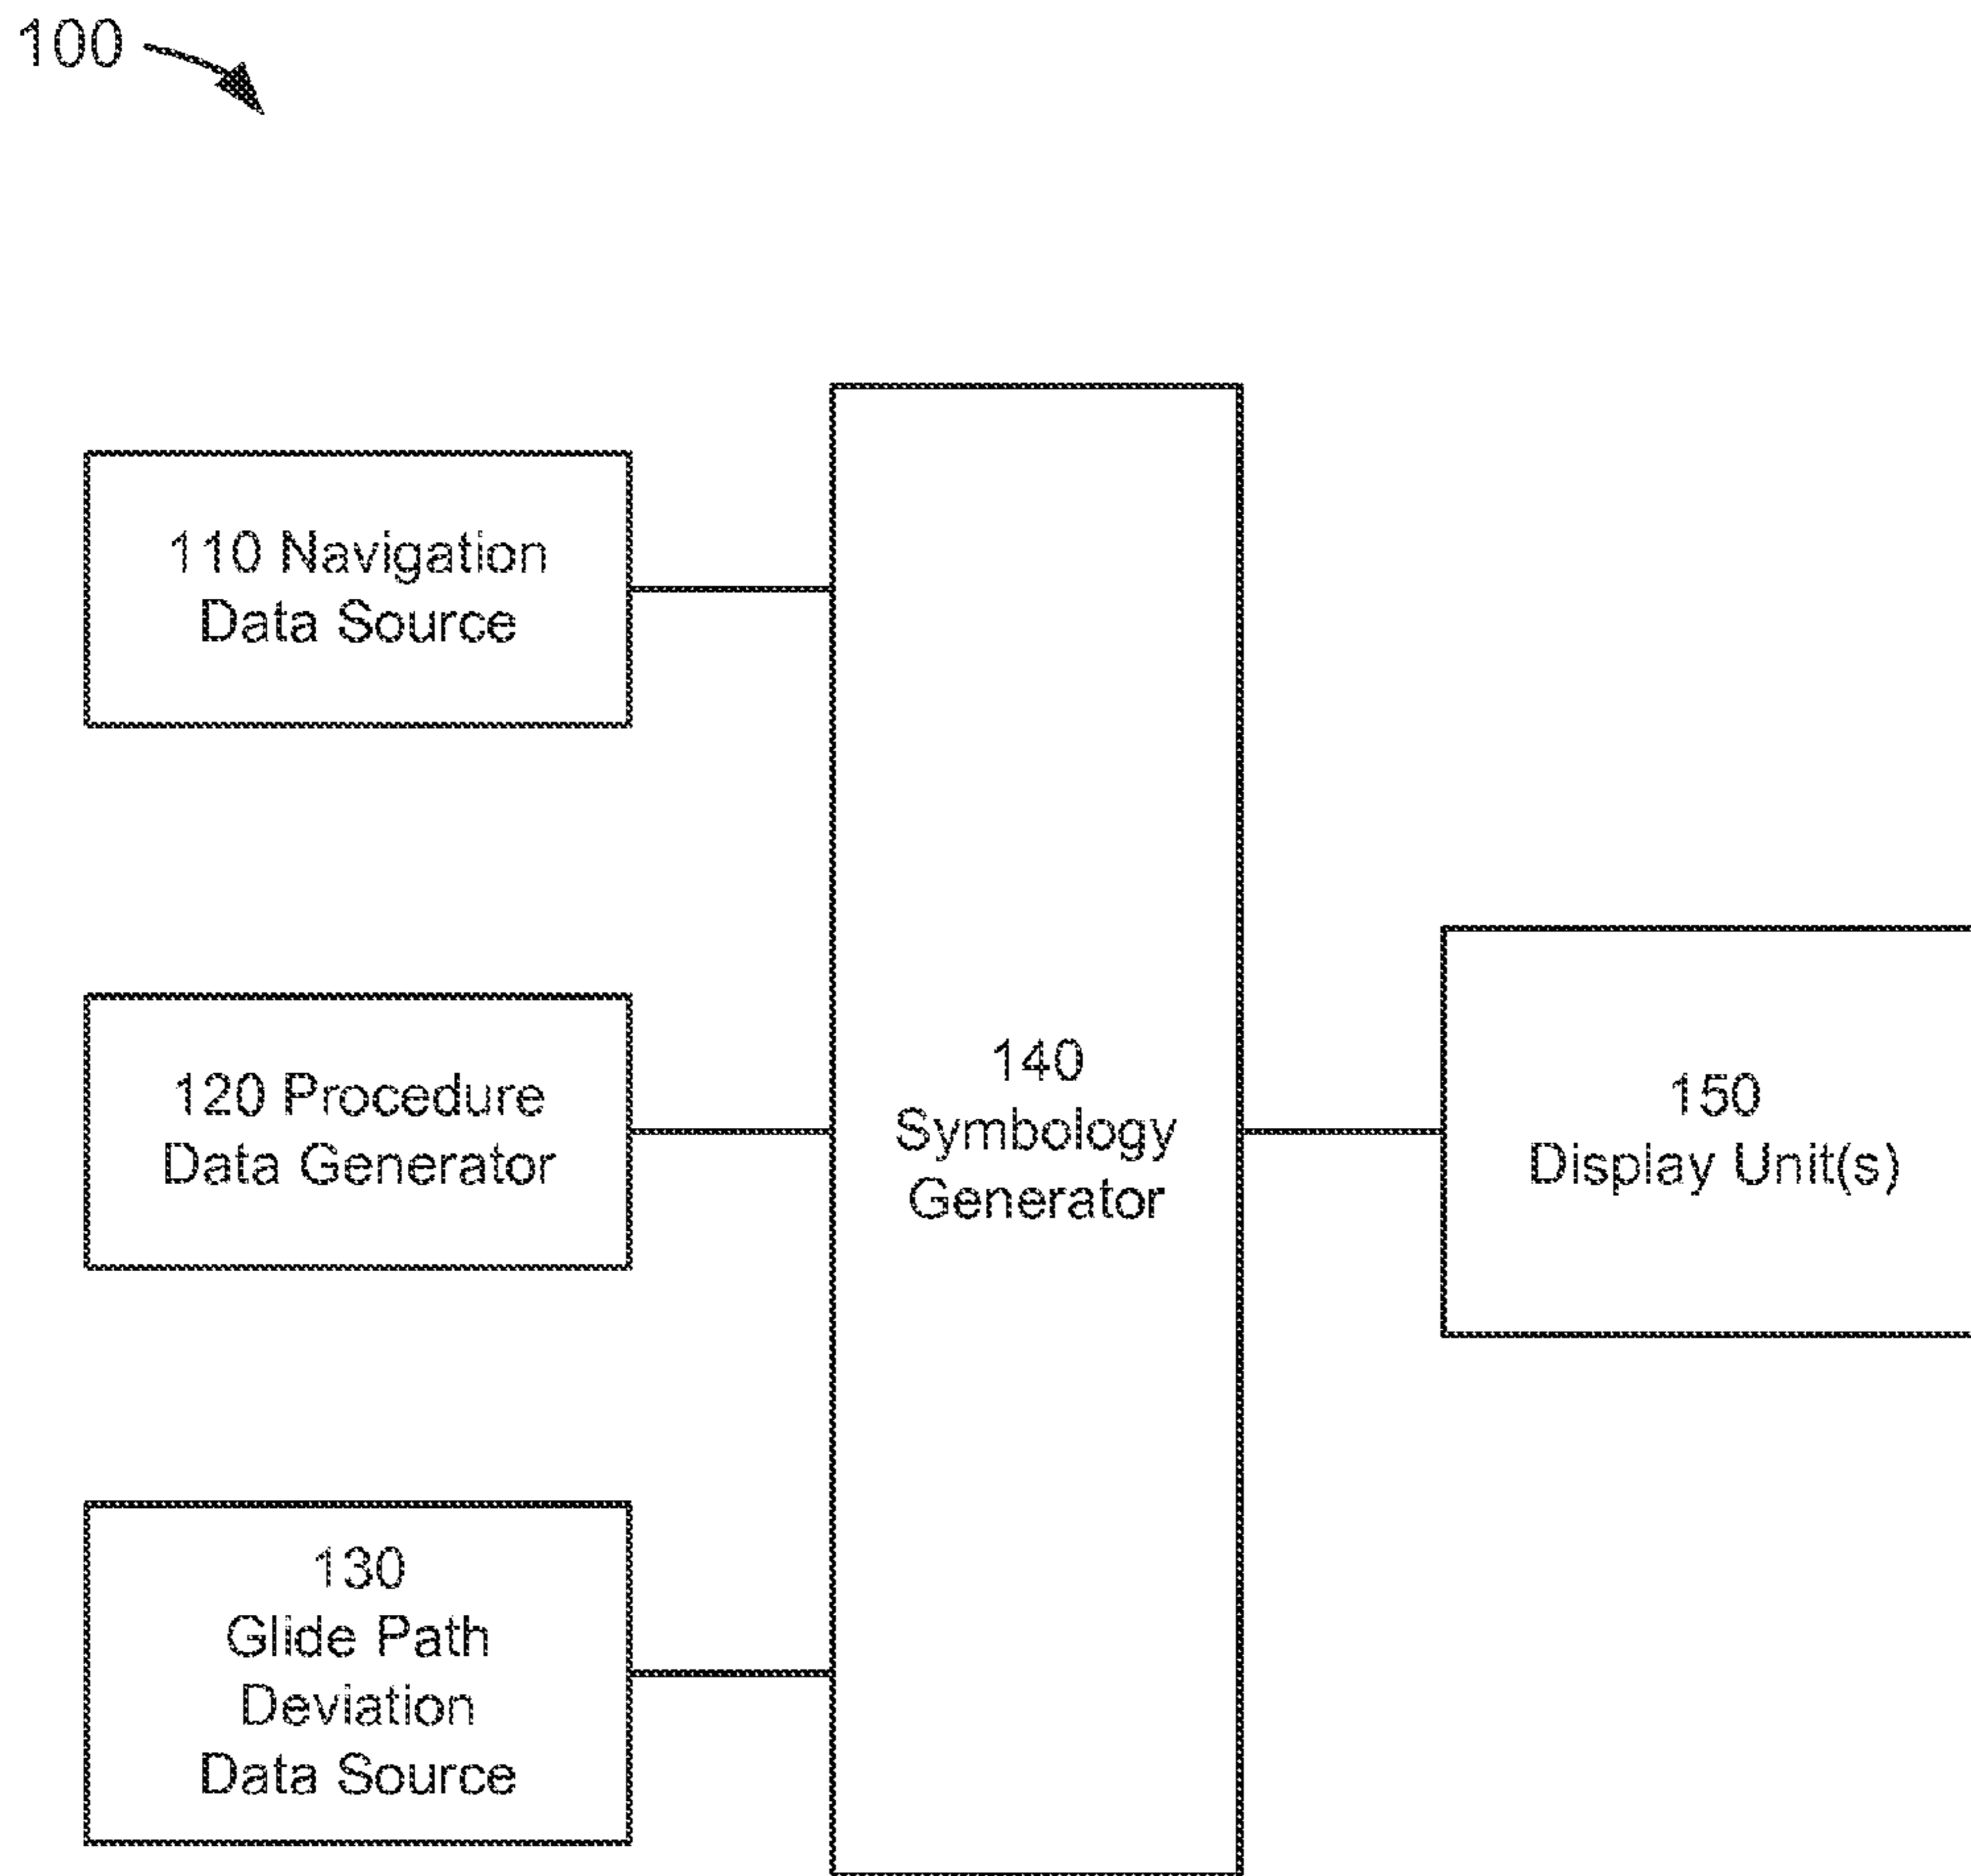 100
110 Navigation
Data Source
120 Procedure
Data Generator
130
Glide Path
Deviation
Data Source
140
Symbology
Generator
150
Display Unit(s)